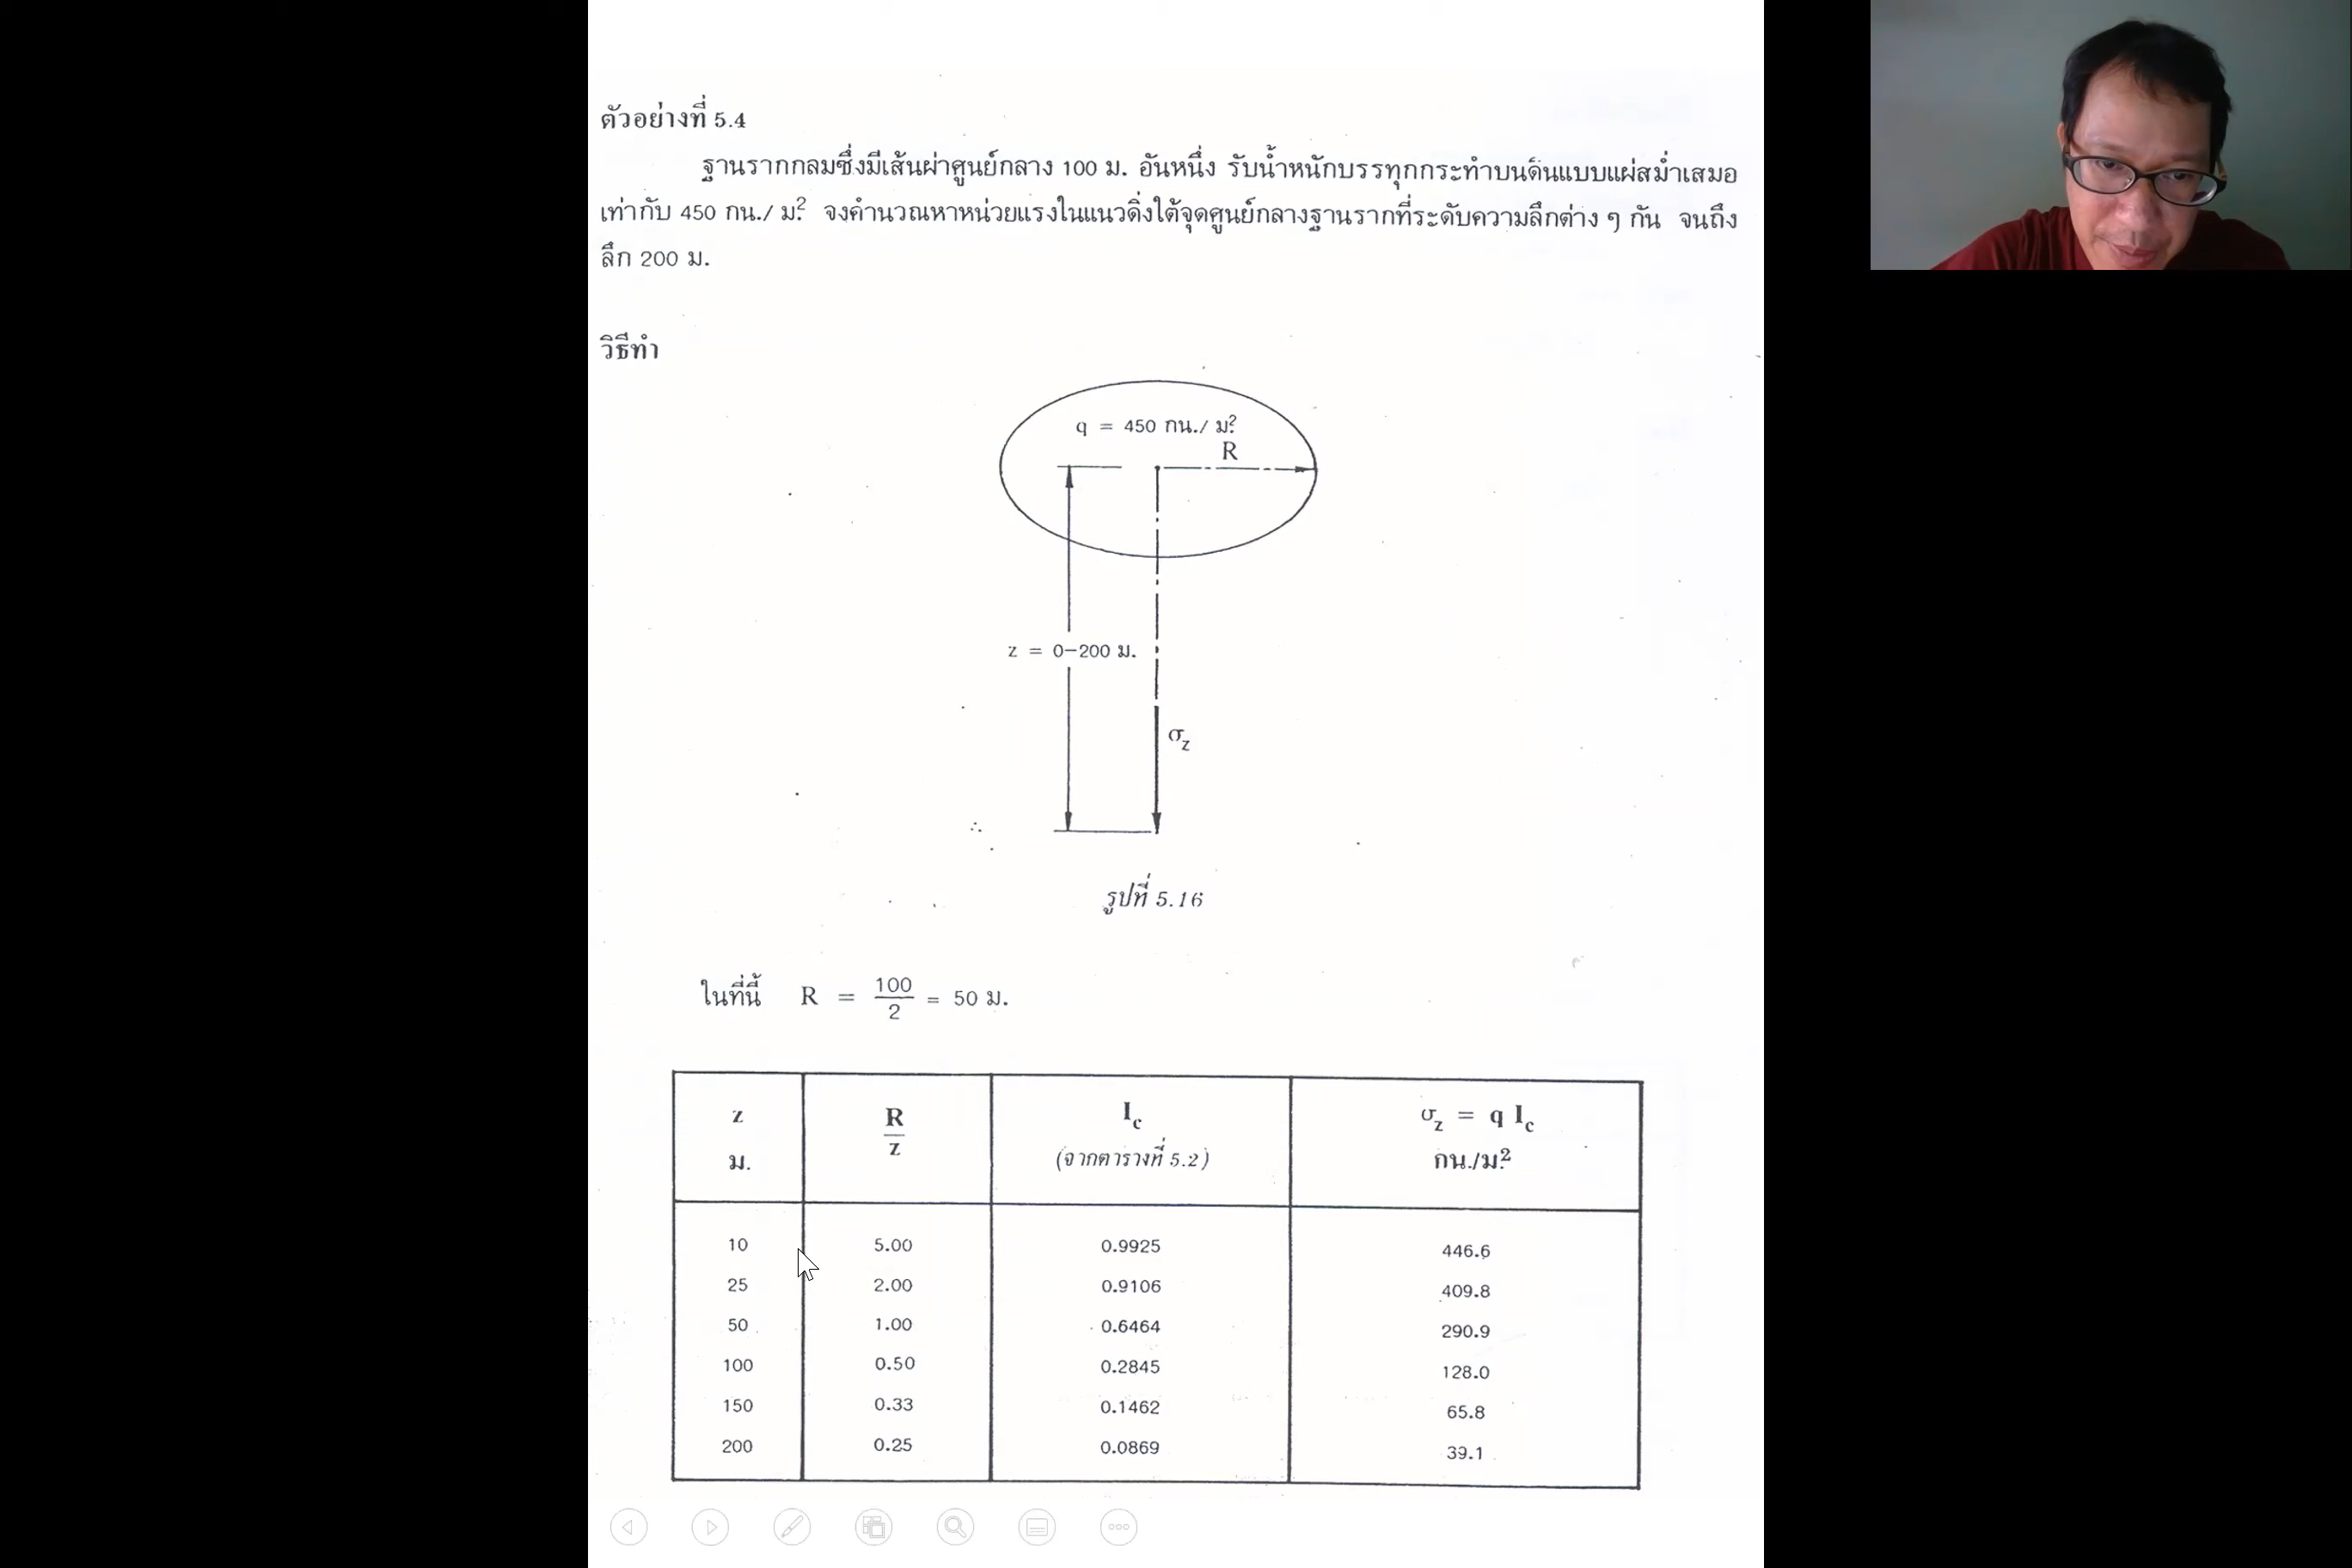 ตัวอย่างที่ 5.4
ฐานรากกลมซึ่งมีเส้นผ่าศูนย์กลาง 100 ม. อันหนึ่ง รับน้ำหนักบรรทุกกระทำบนดินแบบแผ่สม่ำเสมอ
เท่ากับ 450 กน./ ม.² จงคำนวณหาหน่วยแรงในแนวดิ่งใต้จุดศูนย์กลางฐานรากที่ระดับความลึกต่าง ๆ กัน จนถึง
ลึก 200 ม.
วิธีทำ
q = 450 กน./ ม.²
R
z = 0-200 ม.
σz
รูปที่ 5.16
ในที่นี้ R = 100/2 = 50 ม.
z ม. R/z Ic (จากตารางที่ 5.2) σz = q Ic กน./ม.²
10 5.00 0.9925 446.6
25 2.00 0.9106 409.8
50 1.00 0.6464 290.9
100 0.50 0.2845 128.0
150 0.33 0.1462 65.8
200 0.25 0.0869 39.1